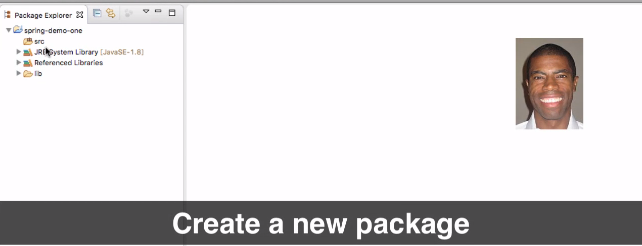 Package Explorer
spring-demo-one
src
JRE System Library [JavaSE-1.8]
Referenced Libraries
lib
Create a new package